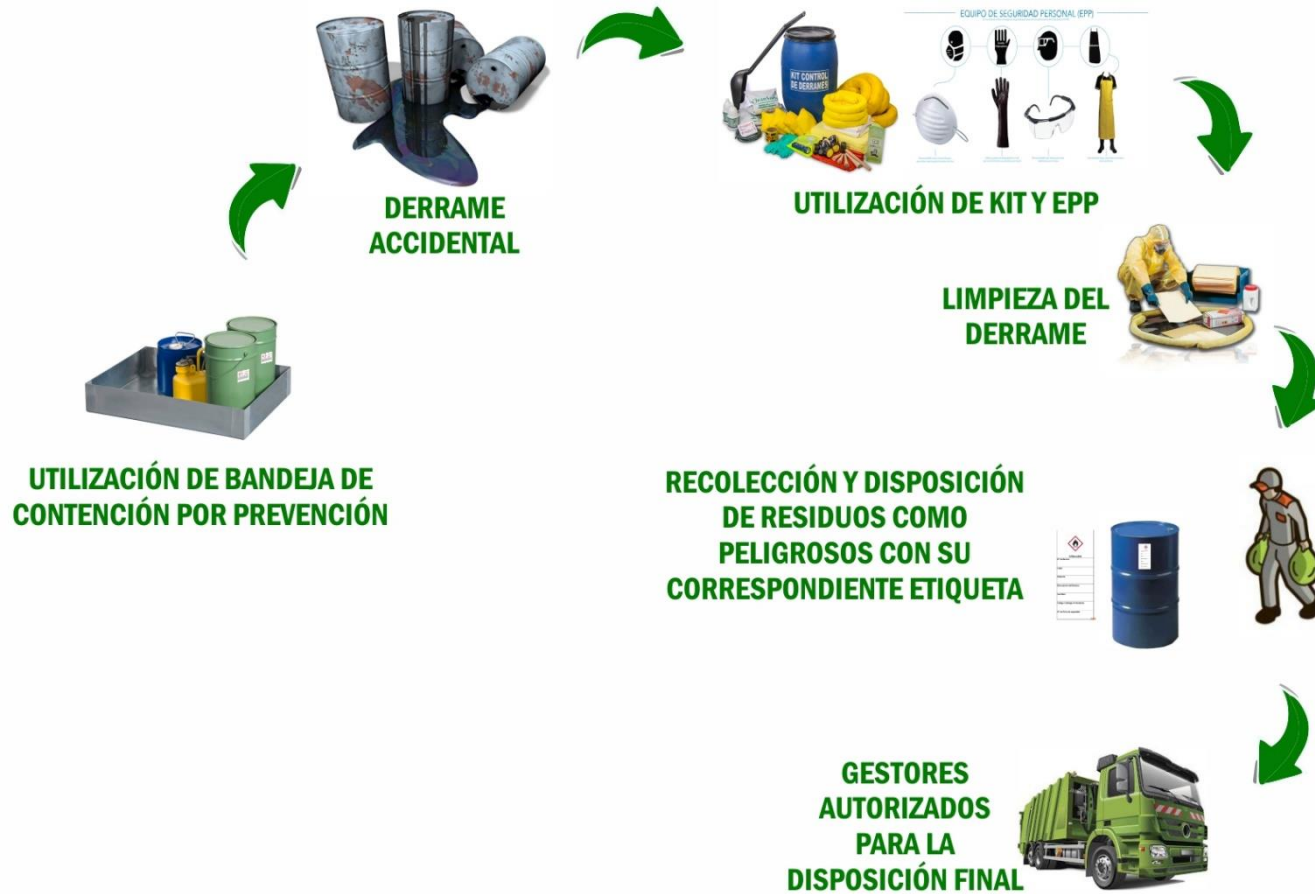 EQUIPO DE SEGURIDAD PERSONAL (EPP)
KIT CONTROL
DE DERRAMES
DERRAME
ACCIDENTAL
UTILIZACIÓN DE KIT Y EPP
LIMPIEZA DEL
DERRAME
UTILIZACIÓN DE BANDEJA DE
CONTENCIÓN POR PREVENCIÓN
RECOLECCIÓN Y DISPOSICIÓN
DE RESIDUOS COMO
PELIGROSOS CON SU
CORRESPONDIENTE ETIQUETA
GESTORES
AUTORIZADOS
PARA LA
DISPOSICIÓN FINAL